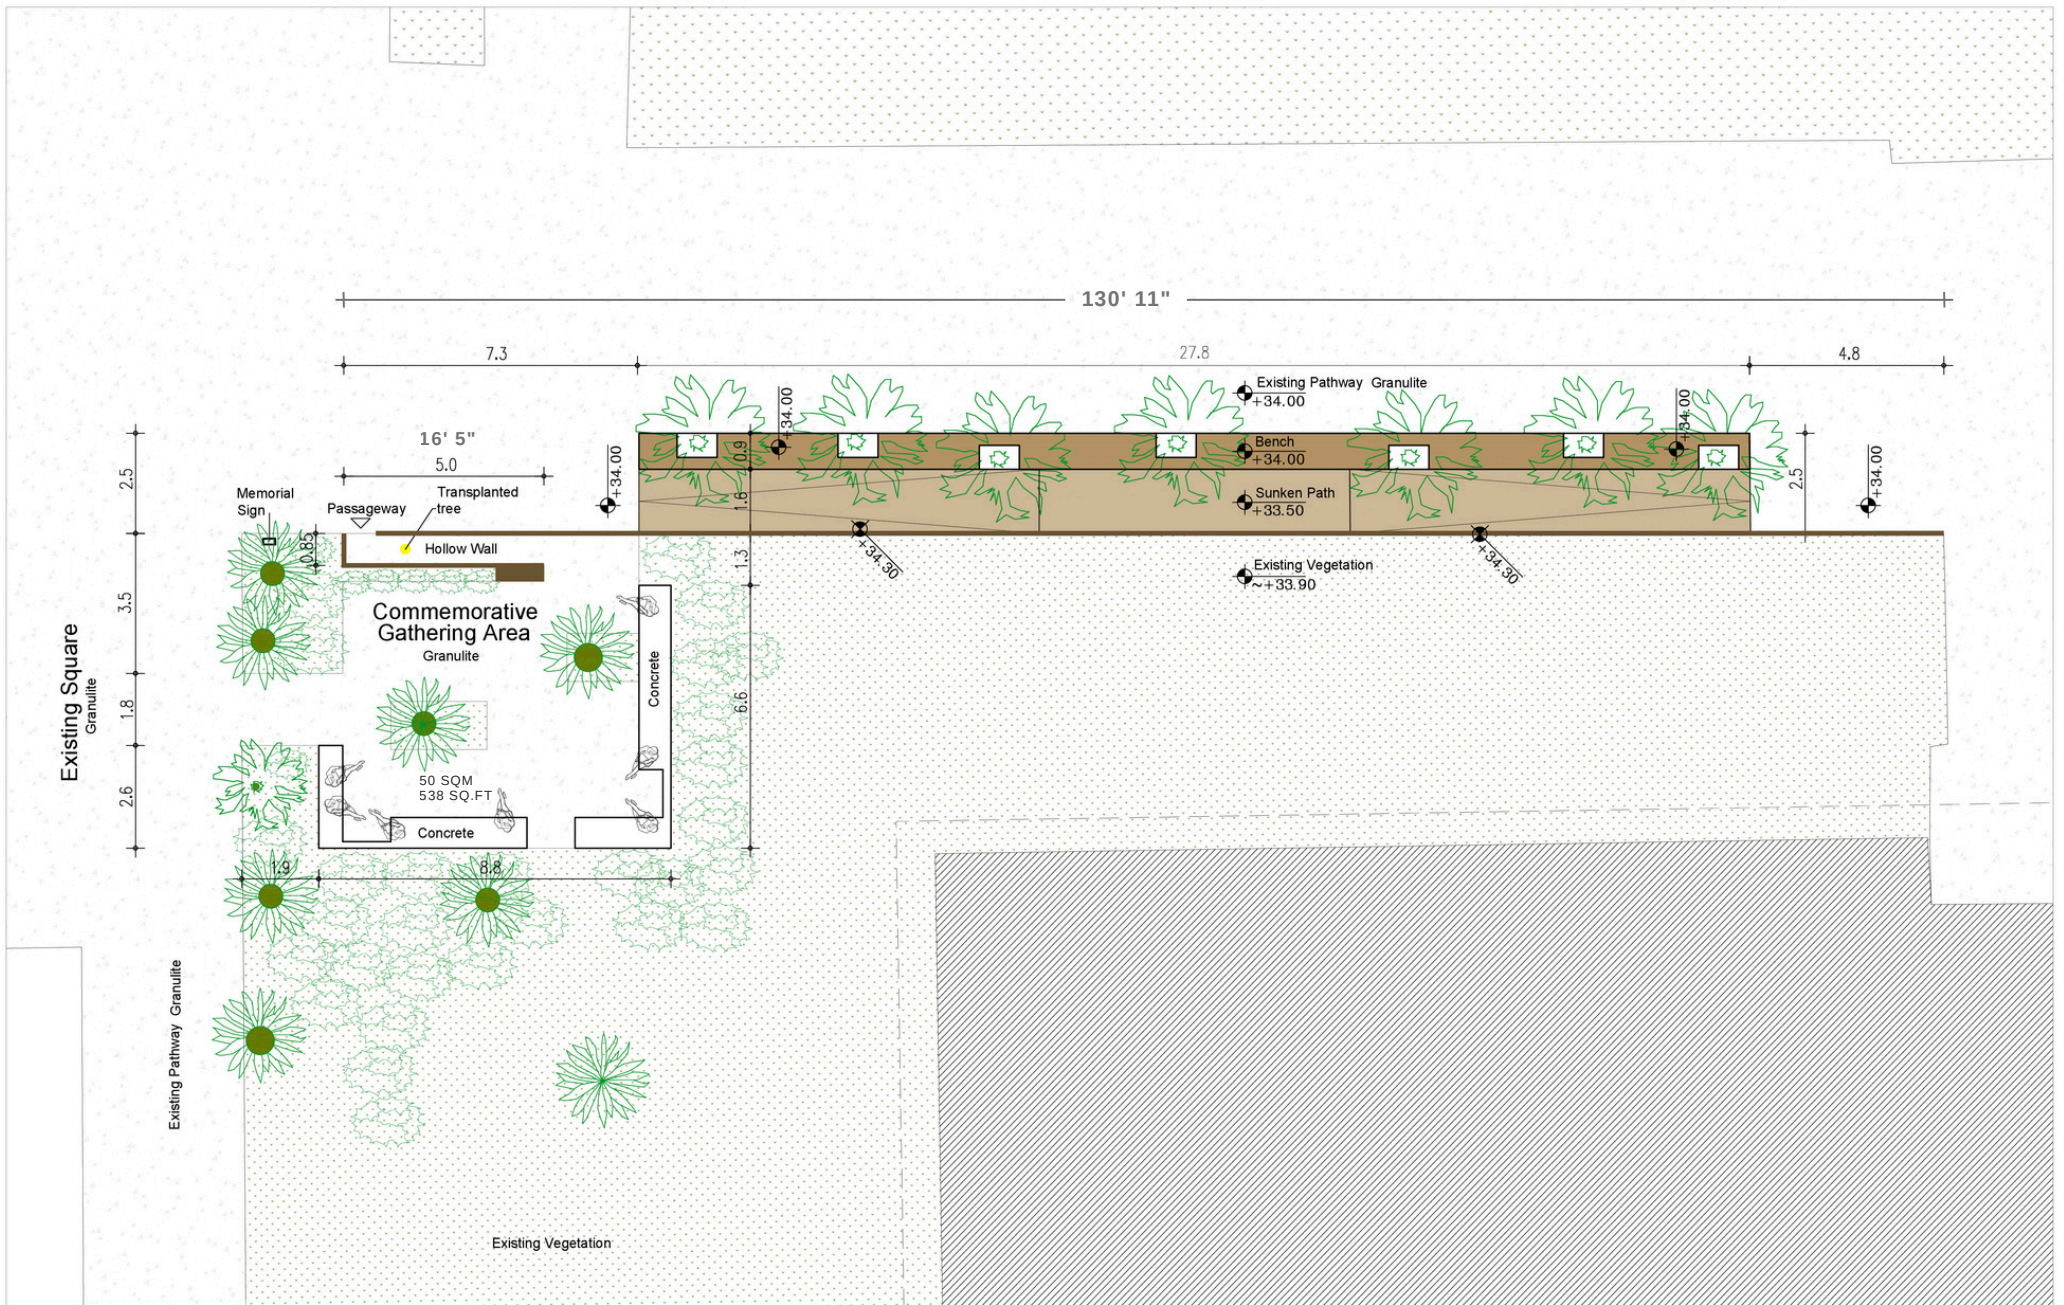 130' 11"
7.3
27.8
4.8
Existing Pathway  Granulite
+34.00
+34.00
+34.00
16' 5"
5.0
0.9
Bench
+34.00
+34.00
+34.00
2.5
Memorial
Sign
Transplanted
tree
Passageway
1.6
Sunken Path
+33.50
2.5
0.85
Hollow Wall
+34.30
+34.30
1.3
Existing Vegetation
~+33.90
3.5
Commemorative
Gathering Area
Granulite
Concrete
Existing Square
Granulite
1.8
6.6
50 SQM
538 SQ.FT
2.6
Concrete
1.9
8.8
Existing Pathway  Granulite
Existing Vegetation